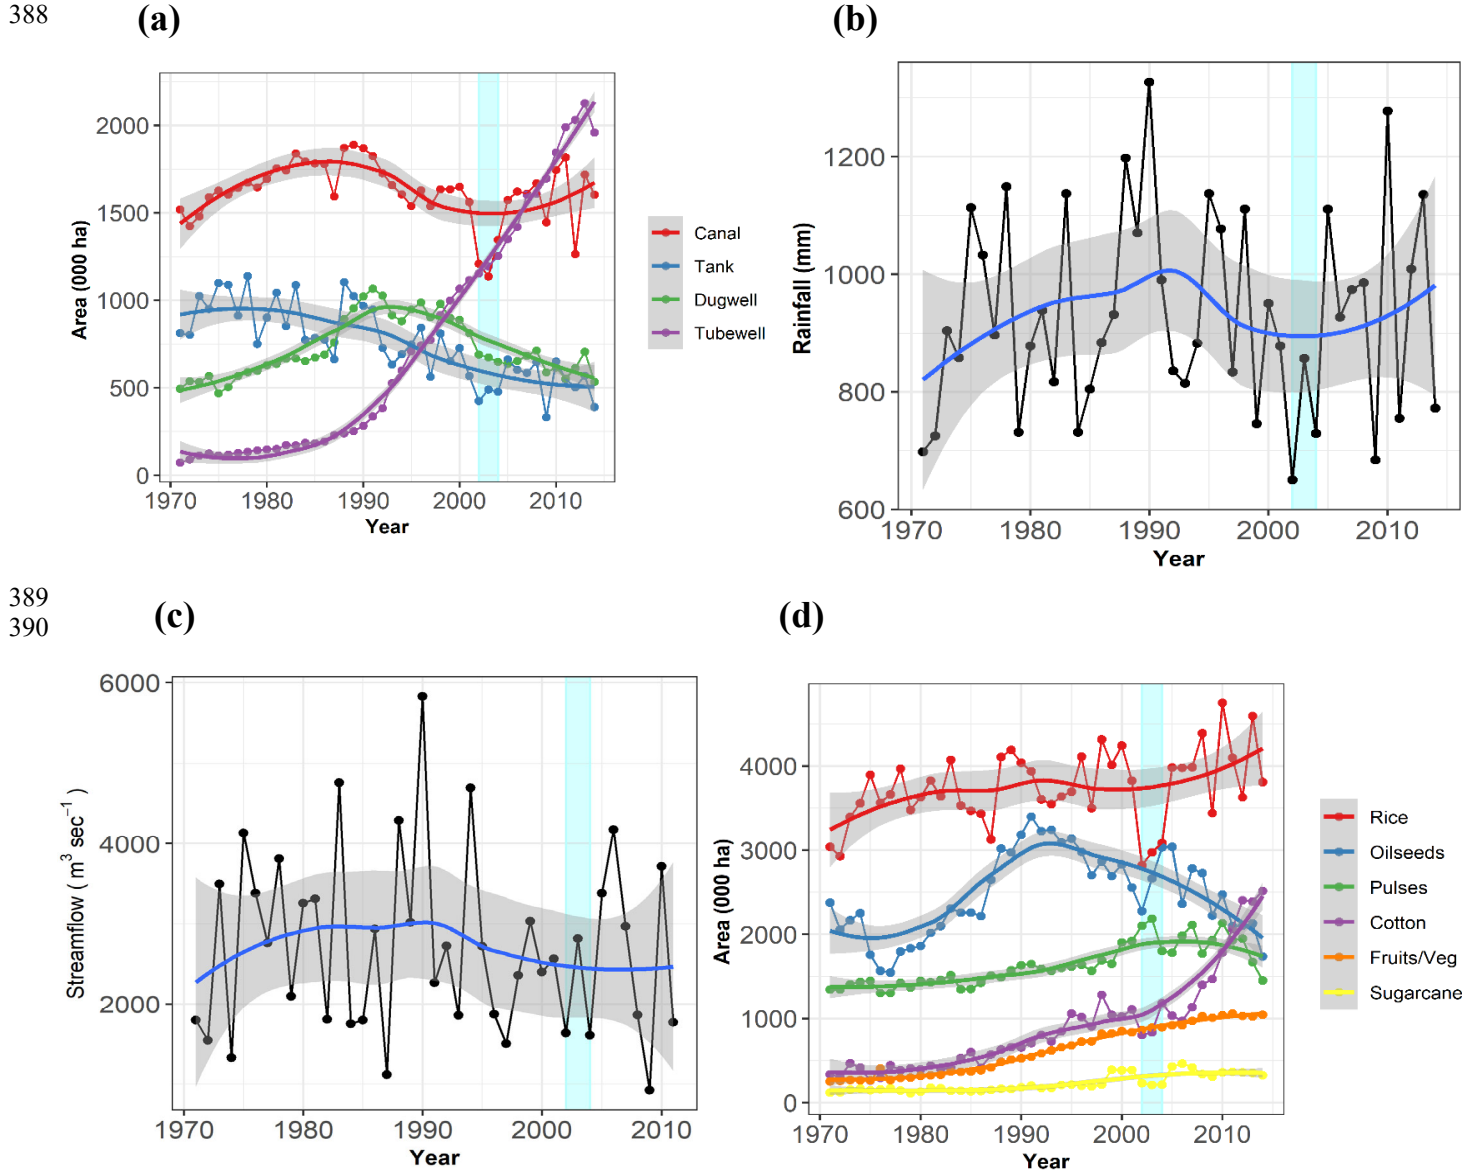 388
(a)
(b)
2000
1500
1000
500
0
1970
1980
1990
2000
2010
Area (000 ha)
Year
Canal
Tank
Dugwell
Tubewell
1200
1000
800
600
1970
1980
1990
2000
2010
Rainfall (mm)
Year
389
390
(c)
(d)
6000
4000
2000
1970
1980
1990
2000
2010
Streamflow ( m³ sec⁻¹ )
Year
4000
3000
2000
1000
0
1970
1980
1990
2000
2010
Area (000 ha)
Year
Rice
Oilseeds
Pulses
Cotton
Fruits/Veg
Sugarcane